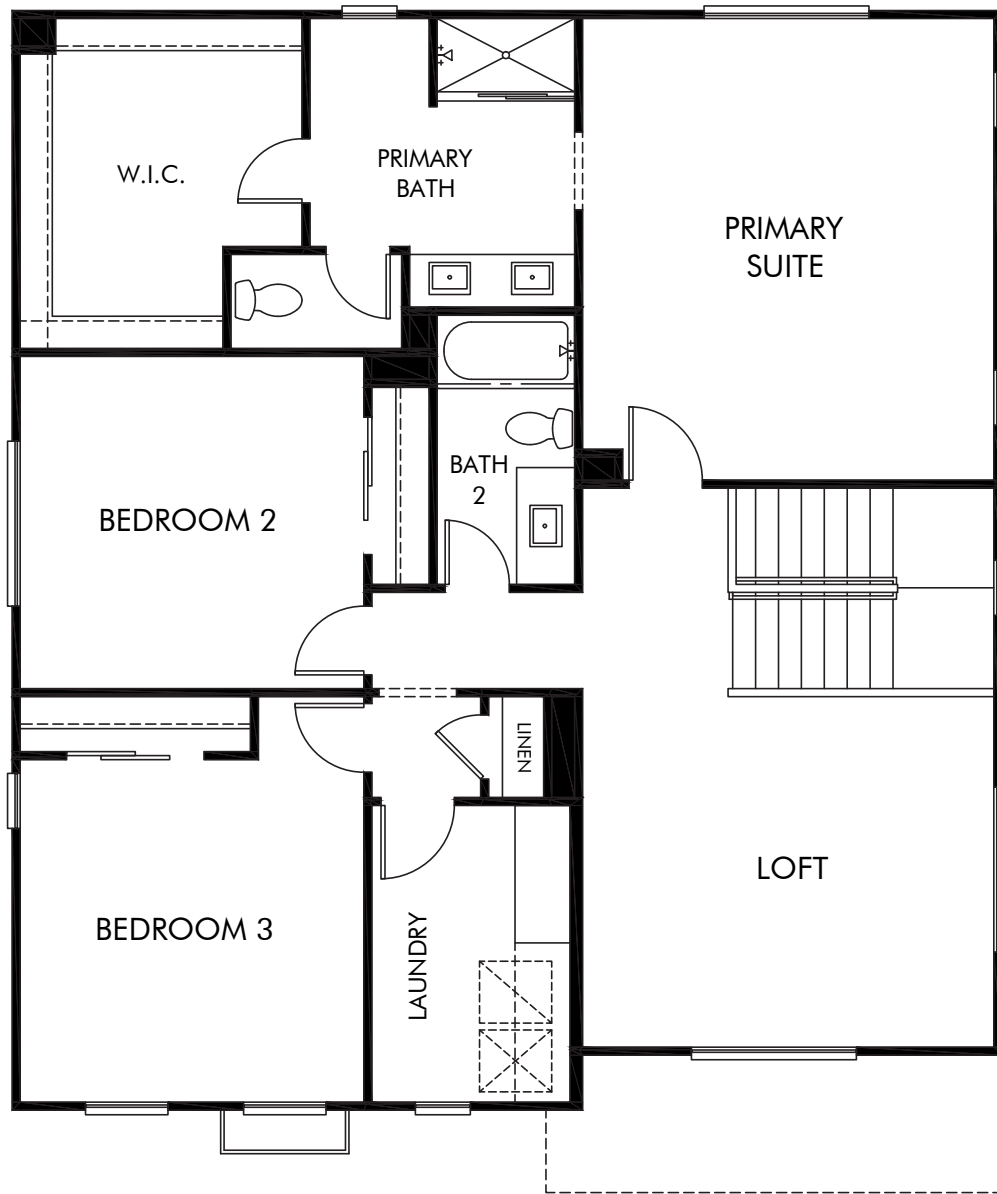 W.I.C.
PRIMARY
BATH
PRIMARY
SUITE
BATH
2
BEDROOM 2
LINEN
LOFT
BEDROOM 3
LAUNDRY